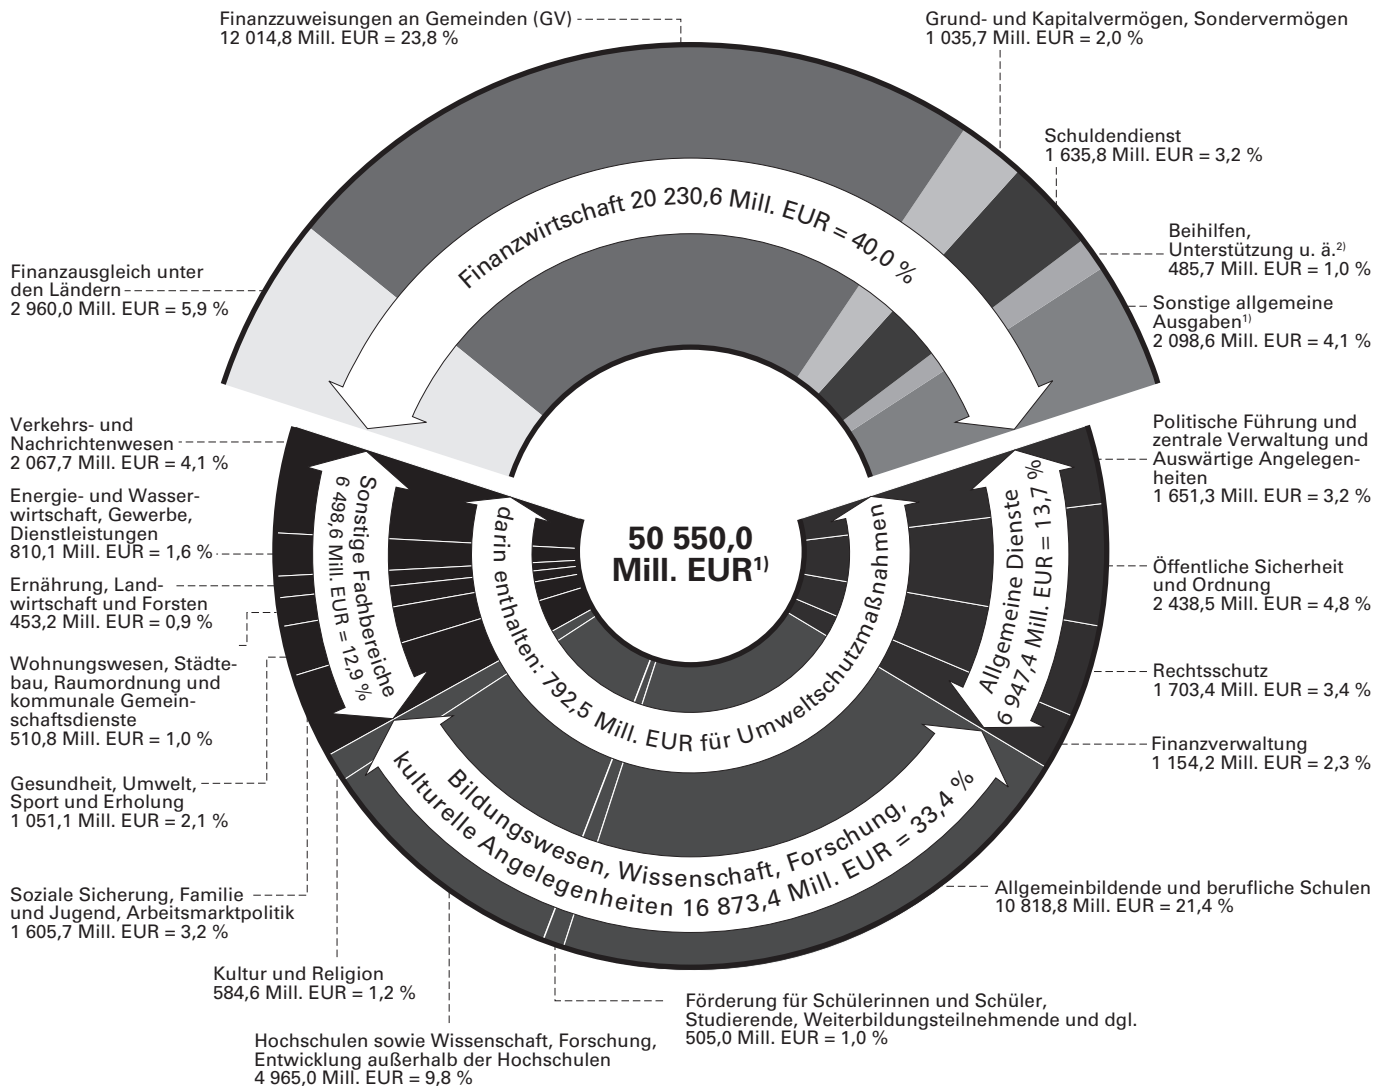 Finanzzuweisungen an Gemeinden (GV)
12 014,8 Mill. EUR = 23,8 %
Grund- und Kapitalvermögen, Sondervermögen
1 035,7 Mill. EUR = 2,0 %
Schuldendienst
1 635,8 Mill. EUR = 3,2 %
Beihilfen,
Unterstützung u. ä.2)
485,7 Mill. EUR = 1,0 %
Sonstige allgemeine
Ausgaben1)
2 098,6 Mill. EUR = 4,1 %
Finanzausgleich unter
den Ländern
2 960,0 Mill. EUR = 5,9 %
Finanzwirtschaft 20 230,6 Mill. EUR = 40,0 %
Verkehrs- und
Nachrichtenwesen
2 067,7 Mill. EUR = 4,1 %
Energie- und Wasser-
wirtschaft, Gewerbe,
Dienstleistungen
810,1 Mill. EUR = 1,6 %
Ernährung, Land-
wirtschaft und Forsten
453,2 Mill. EUR = 0,9 %
Wohnungswesen, Städte-
bau, Raumordnung und
kommunale Gemein-
schaftsdienste
510,8 Mill. EUR = 1,0 %
Gesundheit, Umwelt,
Sport und Erholung
1 051,1 Mill. EUR = 2,1 %
Soziale Sicherung, Familie
und Jugend, Arbeitsmarktpolitik
1 605,7 Mill. EUR = 3,2 %
Sonstige Fachbereiche
6 498,6 Mill. EUR = 12,9 %
darin enthalten: 792,5 Mill. EUR für Umweltschutzmaßnahmen
50 550,0
Mill. EUR1)
Allgemeine Dienste
6 947,4 Mill. EUR = 13,7 %
Politische Führung und
zentrale Verwaltung und
Auswärtige Angelegen-
heiten
1 651,3 Mill. EUR = 3,2 %
Öffentliche Sicherheit
und Ordnung
2 438,5 Mill. EUR = 4,8 %
Rechtsschutz
1 703,4 Mill. EUR = 3,4 %
Finanzverwaltung
1 154,2 Mill. EUR = 2,3 %
Bildungswesen, Wissenschaft, Forschung,
kulturelle Angelegenheiten 16 873,4 Mill. EUR = 33,4 %
Allgemeinbildende und berufliche Schulen
10 818,8 Mill. EUR = 21,4 %
Kultur und Religion
584,6 Mill. EUR = 1,2 %
Förderung für Schülerinnen und Schüler,
Studierende, Weiterbildungsteilnehmende und dgl.
505,0 Mill. EUR = 1,0 %
Hochschulen sowie Wissenschaft, Forschung,
Entwicklung außerhalb der Hochschulen
4 965,0 Mill. EUR = 9,8 %